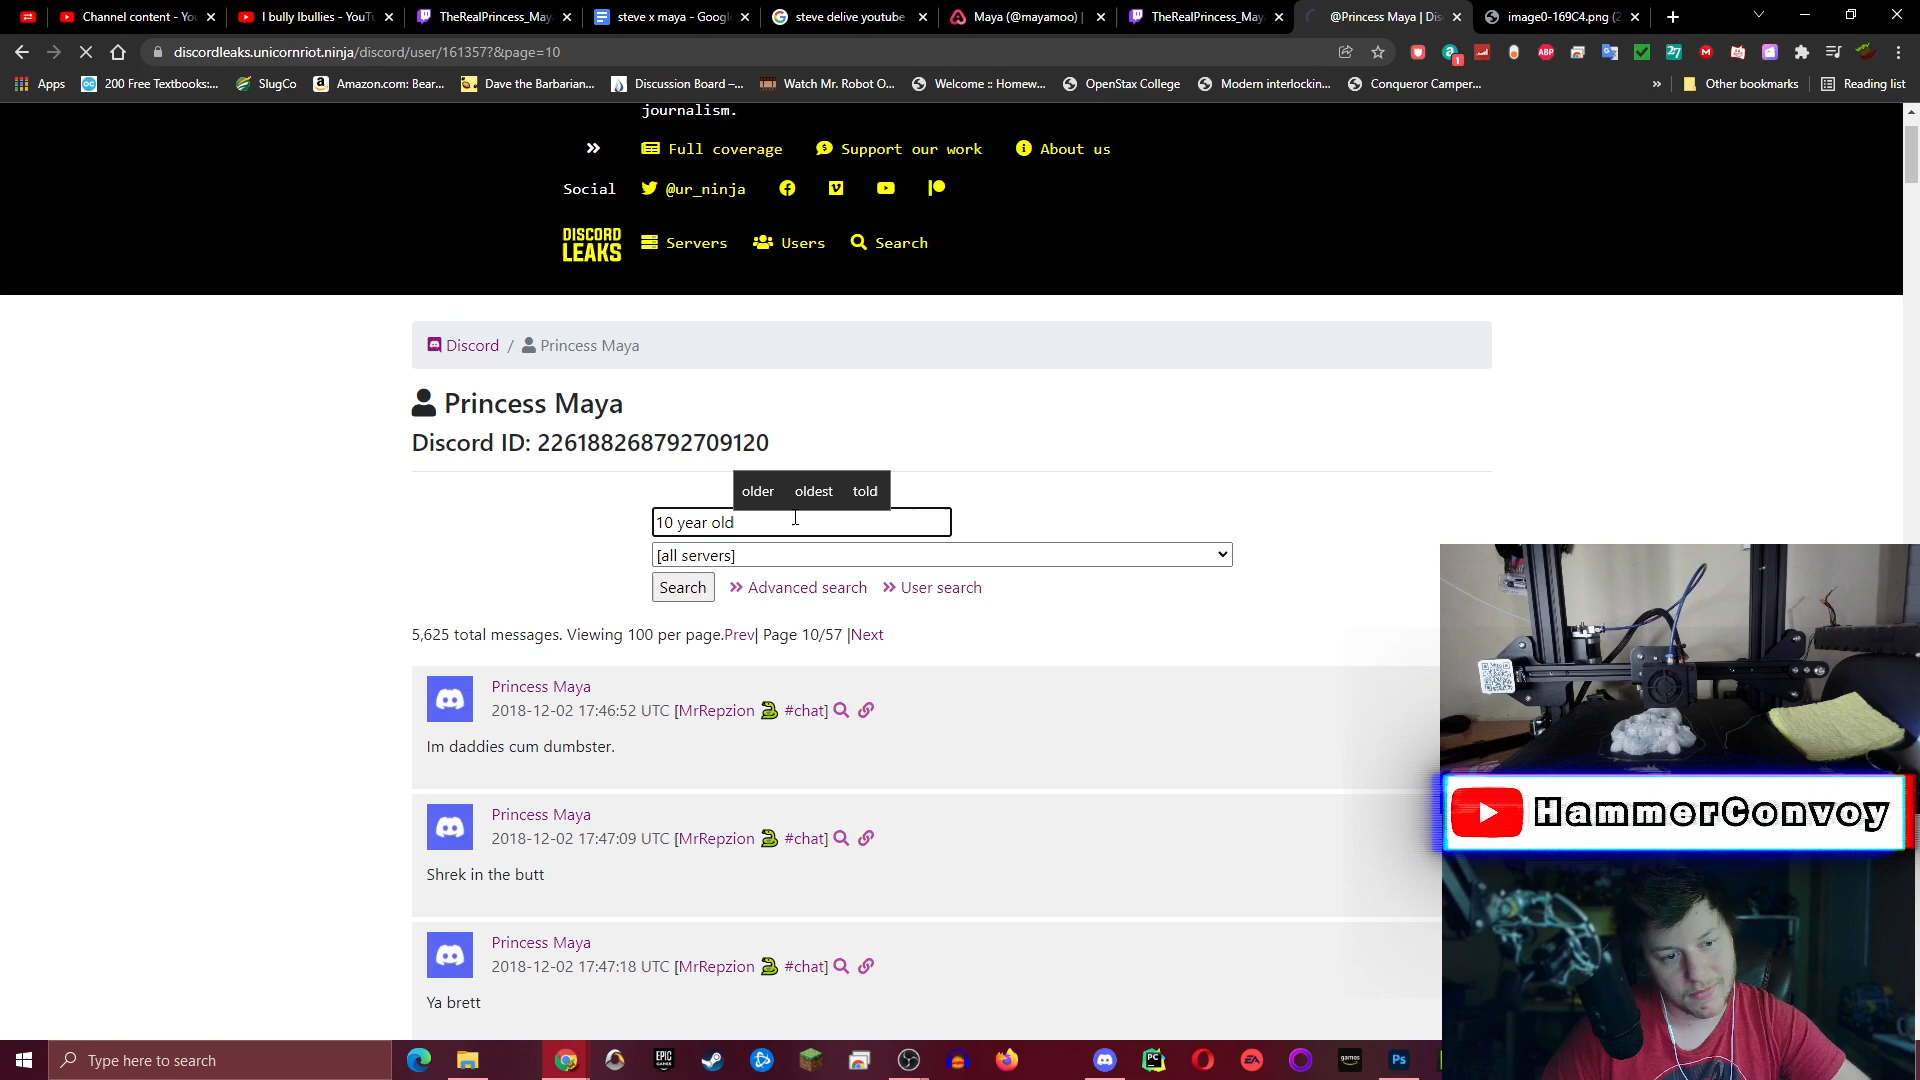 Channel content - Yo
I bully lbullies - YouTu
TheRealPrincess_May
steve x maya - Google
steve delive youtube
Maya (@mayamoo) |
TheRealPrincess_May
@Princess Maya | Dis
image0-169C4.png (2
discordleaks.unicornriot.ninja/discord/user/161357?&page=10
Apps
200 Free Textbooks:...
SlugCo
Amazon.com: Bear...
Dave the Barbarian...
Discussion Board –...
Watch Mr. Robot O...
Welcome :: Homew...
OpenStax College
Modern interlockin...
Conqueror Camper...
»
Other bookmarks
Reading list
journalism.
Full coverage
Support our work
About us
Social
@ur_ninja
DISCORD LEAKS
Servers
Users
Search
Discord / Princess Maya
Princess Maya
Discord ID: 226188268792709120
older oldest told
10 year old
[all servers]
Search
Advanced search
User search
5,625 total messages. Viewing 100 per page.Prev| Page 10/57 |Next
Princess Maya
2018-12-02 17:46:52 UTC [MrRepzion 🐍 #chat]
Im daddies cum dumbster.
Princess Maya
2018-12-02 17:47:09 UTC [MrRepzion 🐍 #chat]
Shrek in the butt
Princess Maya
2018-12-02 17:47:18 UTC [MrRepzion 🐍 #chat]
Ya brett
HammerConvoy
Type here to search